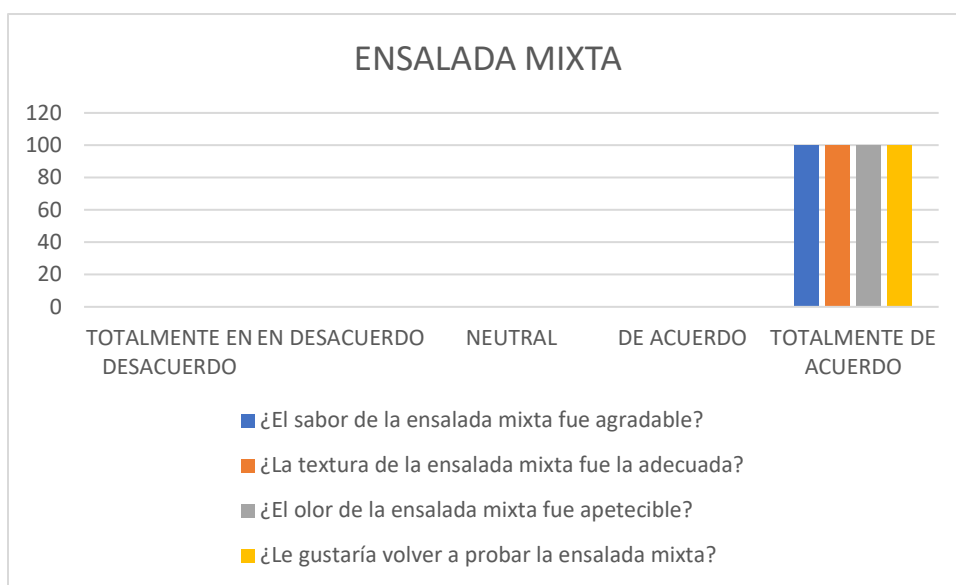 ENSALADA MIXTA
120
100
80
60
40
20
0
TOTALMENTE EN DESACUERDO
EN DESACUERDO
NEUTRAL
DE ACUERDO
TOTALMENTE DE ACUERDO
¿El sabor de la ensalada mixta fue agradable?
¿La textura de la ensalada mixta fue la adecuada?
¿El olor de la ensalada mixta fue apetecible?
¿Le gustaría volver a probar la ensalada mixta?